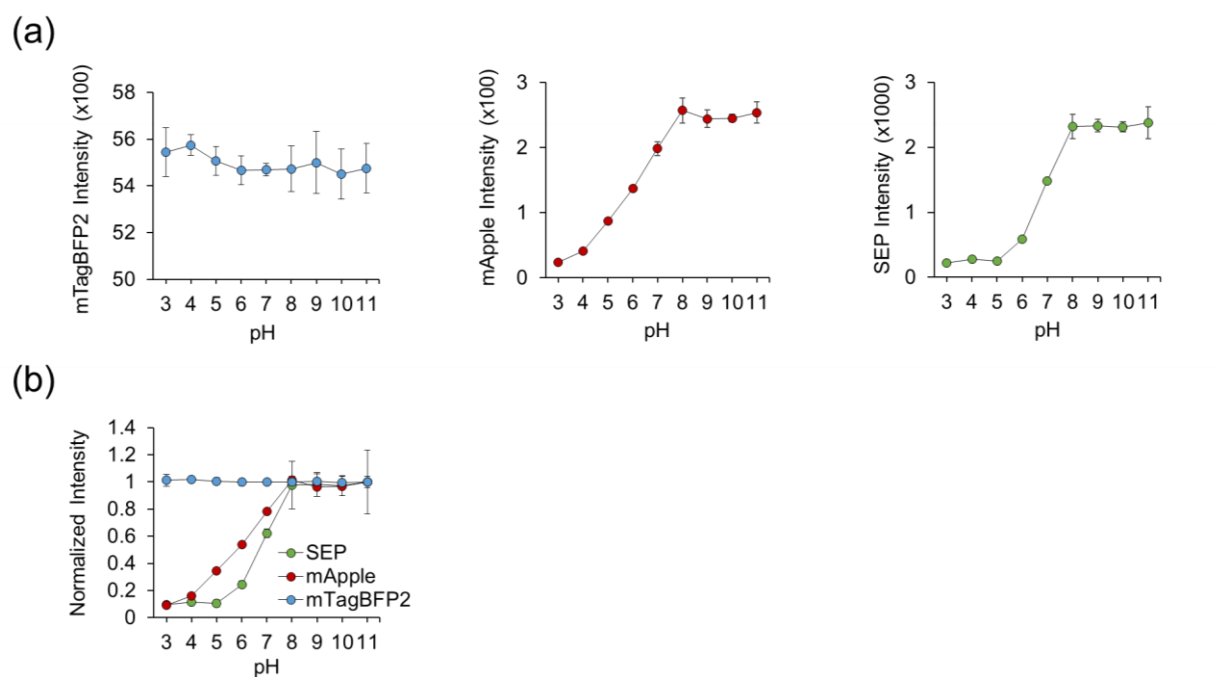 (a)
mTagBFP2 Intensity (x100)
58
56
54
52
50
3 4 5 6 7 8 9 10 11
pH
mApple Intensity (x100)
3
2
1
0
3 4 5 6 7 8 9 10 11
pH
SEP Intensity (x1000)
3
2
1
0
3 4 5 6 7 8 9 10 11
pH
(b)
Normalized Intensity
1.4
1.2
1
0.8
0.6
0.4
0.2
0
SEP
mApple
mTagBFP2
3 4 5 6 7 8 9 10 11
pH